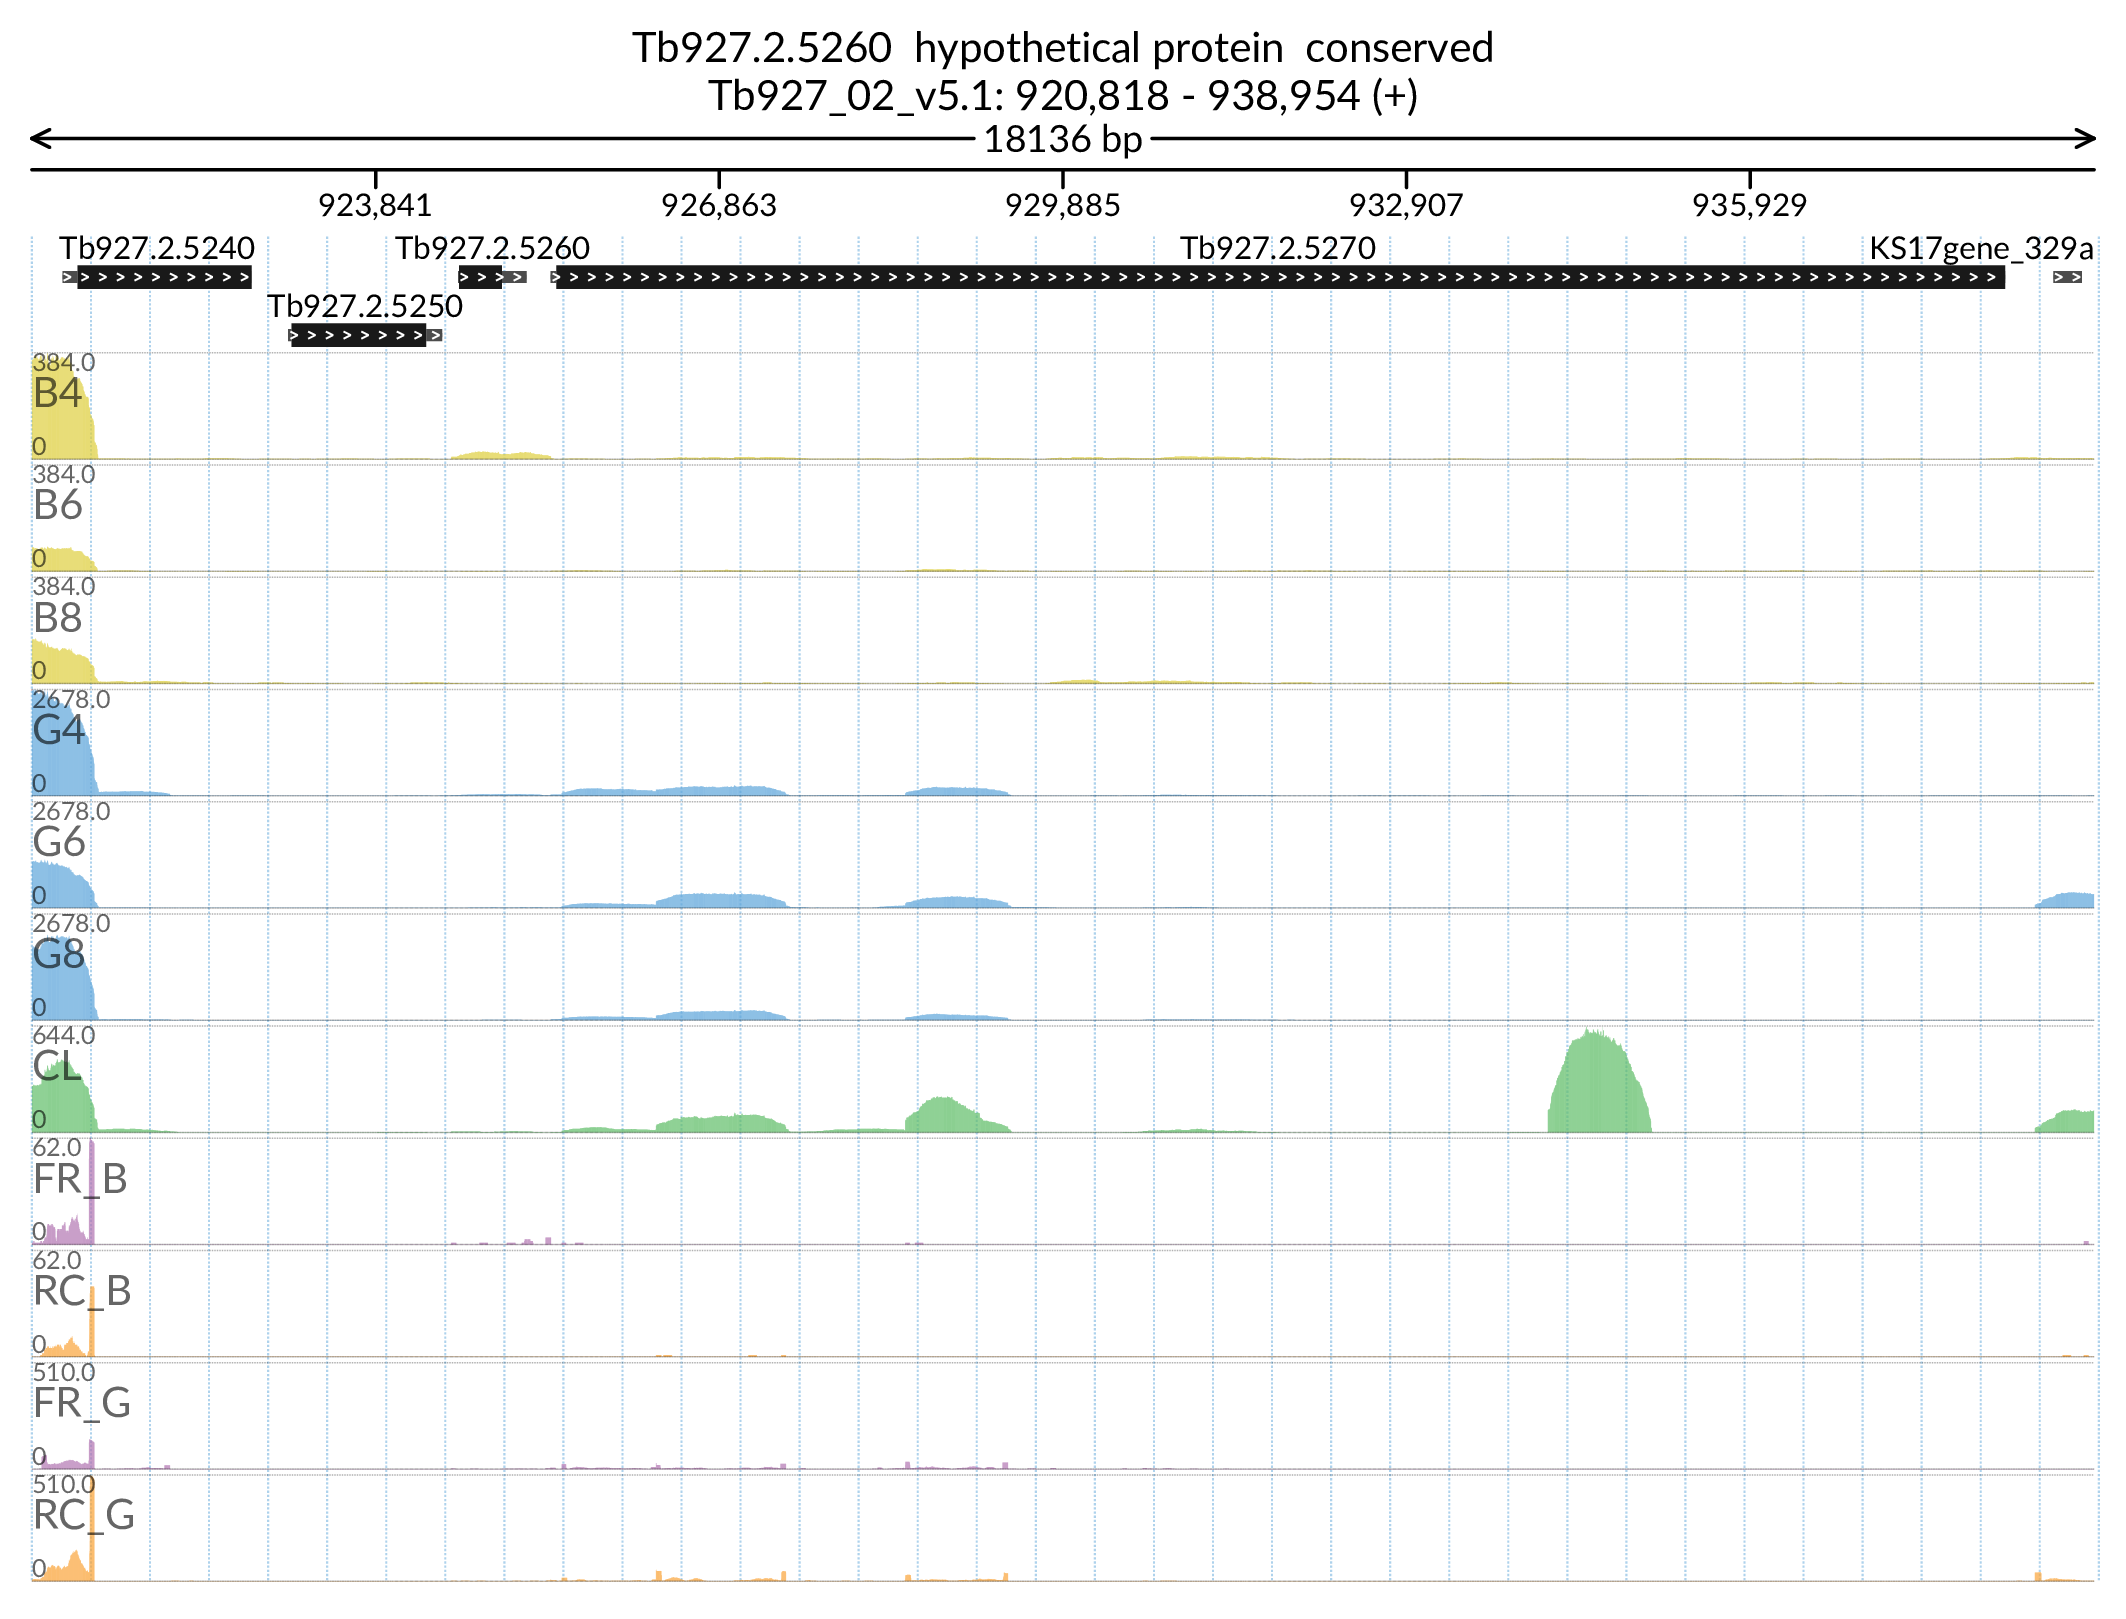 Tb927.2.5260  hypothetical protein  conserved
Tb927_02_v5.1: 920,818 - 938,954 (+)
18136 bp
923,841 926,863 929,885 932,907 935,929
Tb927.2.5240 Tb927.2.5260 Tb927.2.5270 KS17gene_329a
Tb927.2.5250
384.0
B4
0
384.0
B6
0
384.0
B8
0
2678.0
G4
0
2678.0
G6
0
2678.0
G8
0
644.0
CL
0
62.0
FR_B
0
62.0
RC_B
0
510.0
FR_G
0
510.0
RC_G
0